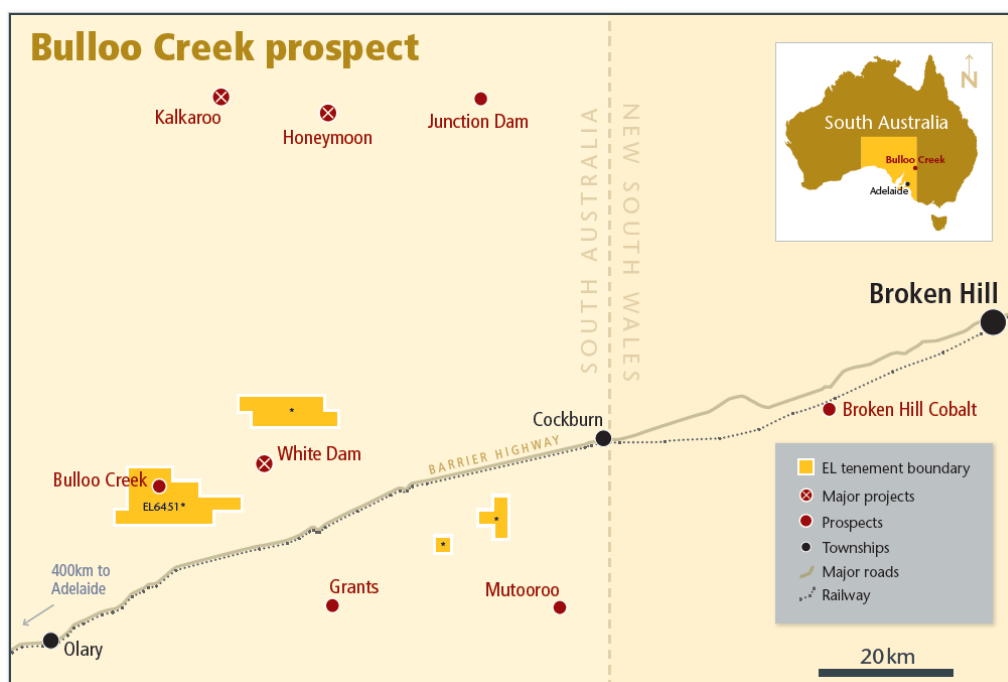 Bulloo Creek prospect
Kalkaroo
Honeymoon
Junction Dam
SOUTH AUSTRALIA
NEW SOUTH WALES
N
South Australia
Bulloo Creek
Adelaide
Broken Hill
Broken Hill Cobalt
Cockburn
BARRIER HIGHWAY
*
White Dam
Bulloo Creek
EL6451*
*
*
400km to
Adelaide
Grants
Mutooroo
Olary
EL tenement boundary
Major projects
Prospects
Townships
Major roads
Railway
20km